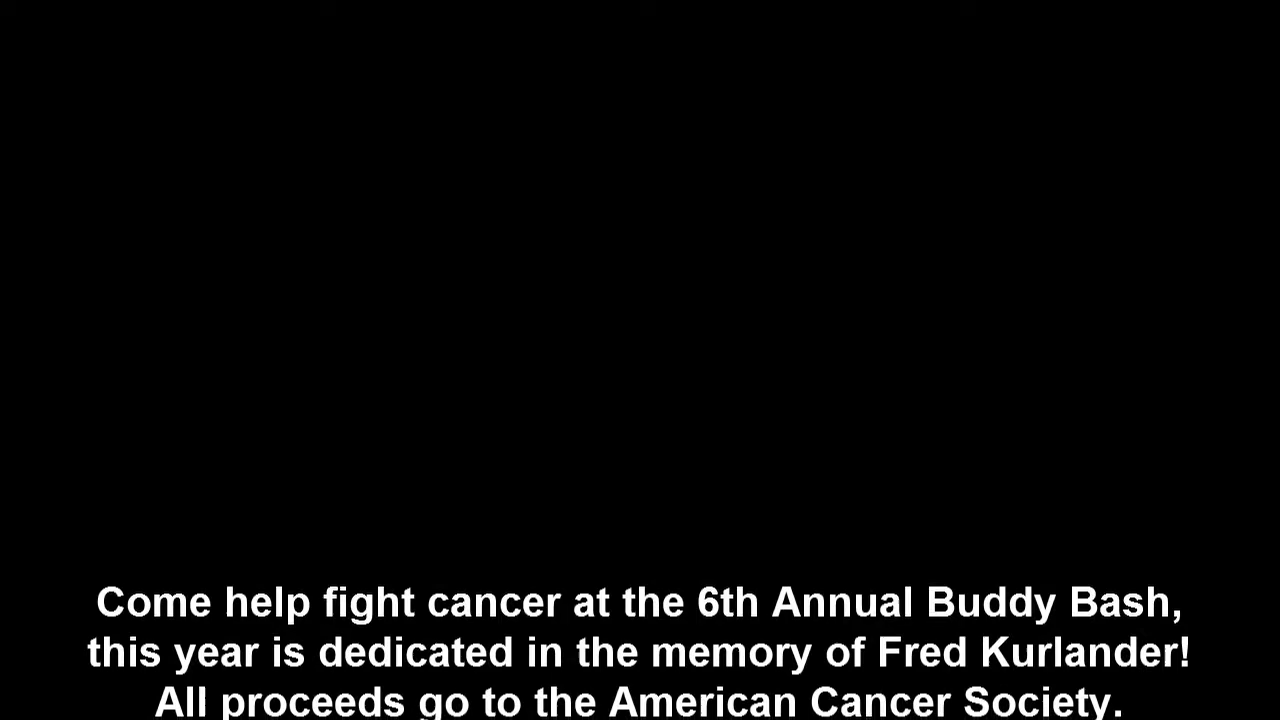 Come help fight cancer at the 6th Annual Buddy Bash,
this year is dedicated in the memory of Fred Kurlander!
All proceeds go to the American Cancer Society.